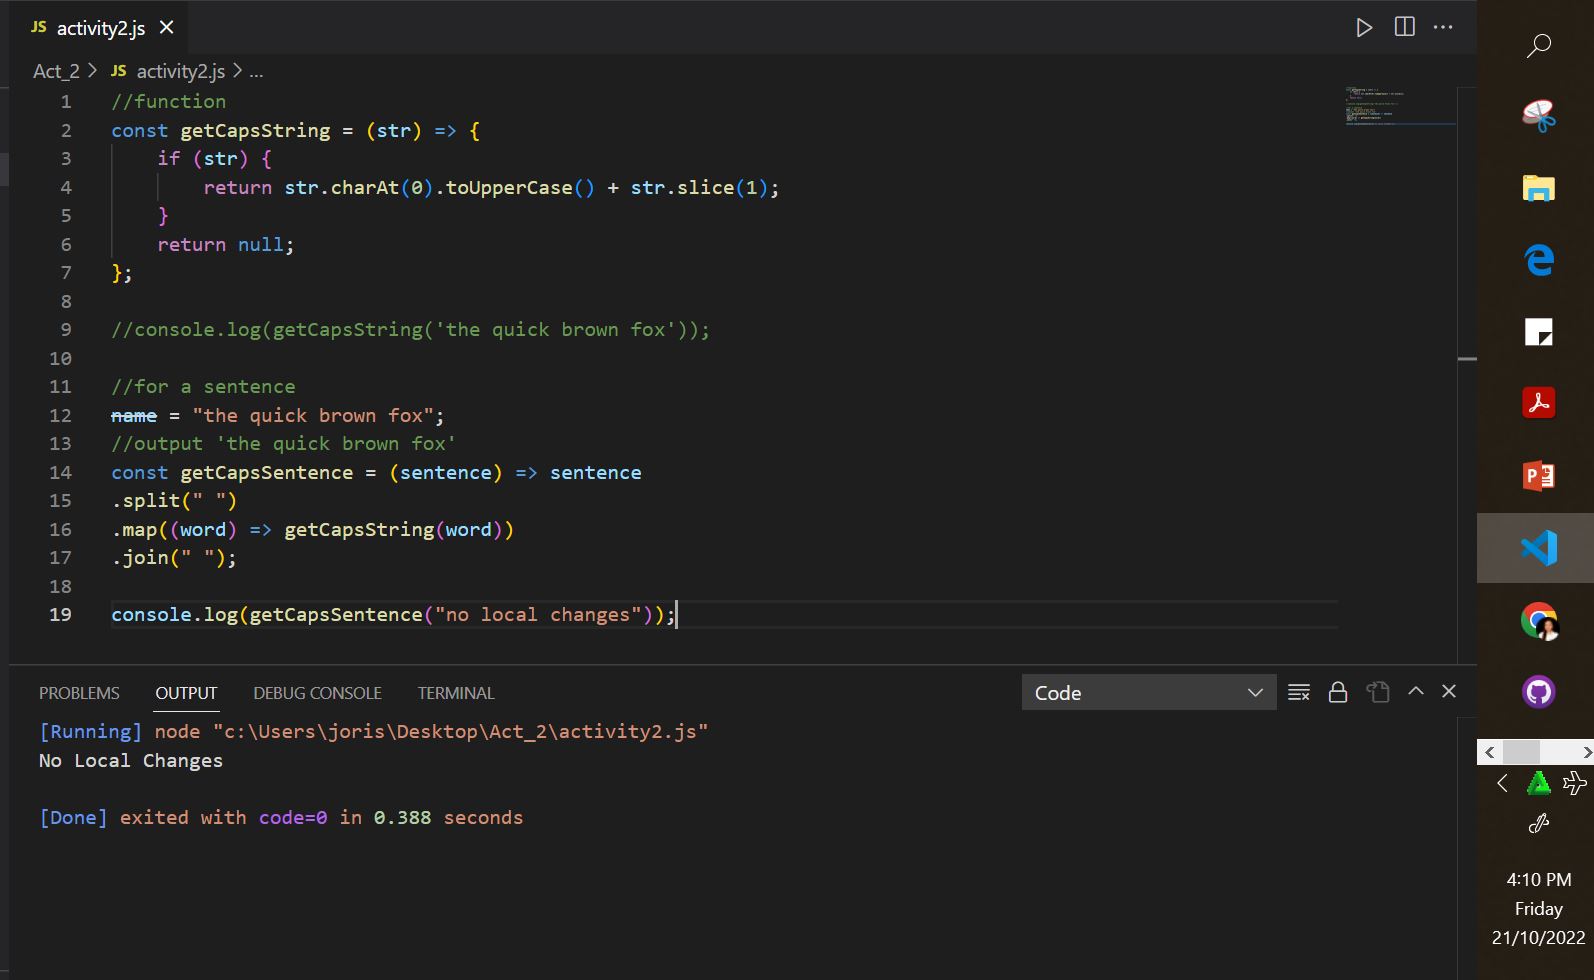 JS activity2.js
Act_2 > JS activity2.js > ...
1 //function
2 const getCapsString = (str) => {
3     if (str) {
4         return str.charAt(0).toUpperCase() + str.slice(1);
5     }
6     return null;
7 };
8
9 //console.log(getCapsString('the quick brown fox'));
10
11 //for a sentence
12 name = "the quick brown fox";
13 //output 'the quick brown fox'
14 const getCapsSentence = (sentence) => sentence
15 .split(" ")
16 .map((word) => getCapsString(word))
17 .join(" ");
18
19 console.log(getCapsSentence("no local changes"));
PROBLEMS OUTPUT DEBUG CONSOLE TERMINAL Code
[Running] node "c:\Users\joris\Desktop\Act_2\activity2.js"
No Local Changes
[Done] exited with code=0 in 0.388 seconds
4:10 PM
Friday
21/10/2022